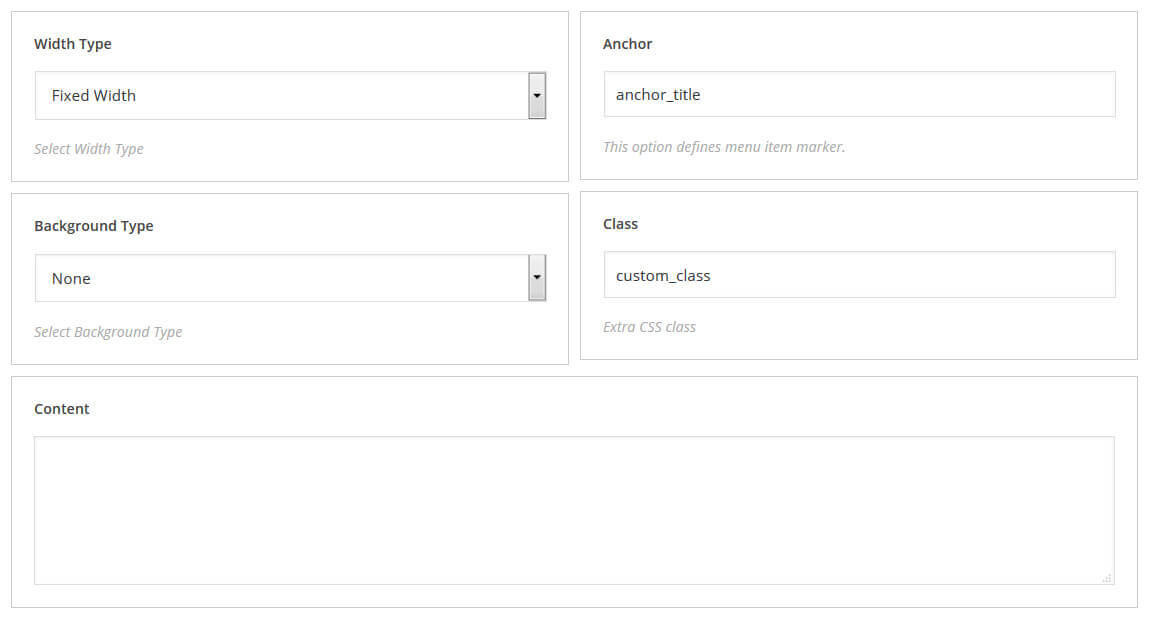 Width Type
Fixed Width
Select Width Type
Anchor
anchor_title
This option defines menu item marker.
Background Type
None
Select Background Type
Class
custom_class
Extra CSS class
Content